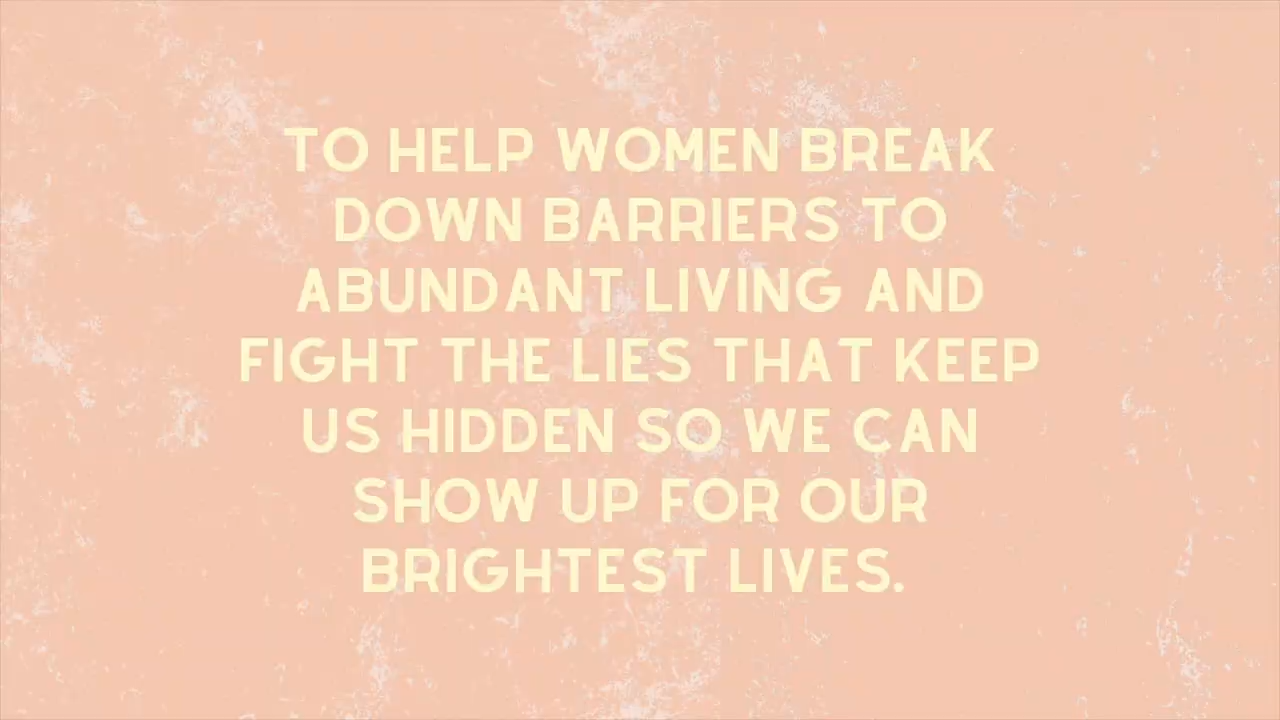 TO HELP WOMEN BREAK
DOWN BARRIERS TO
ABUNDANT LIVING AND
FIGHT THE LIES THAT KEEP
US HIDDEN SO WE CAN
SHOW UP FOR OUR
BRIGHTEST LIVES.